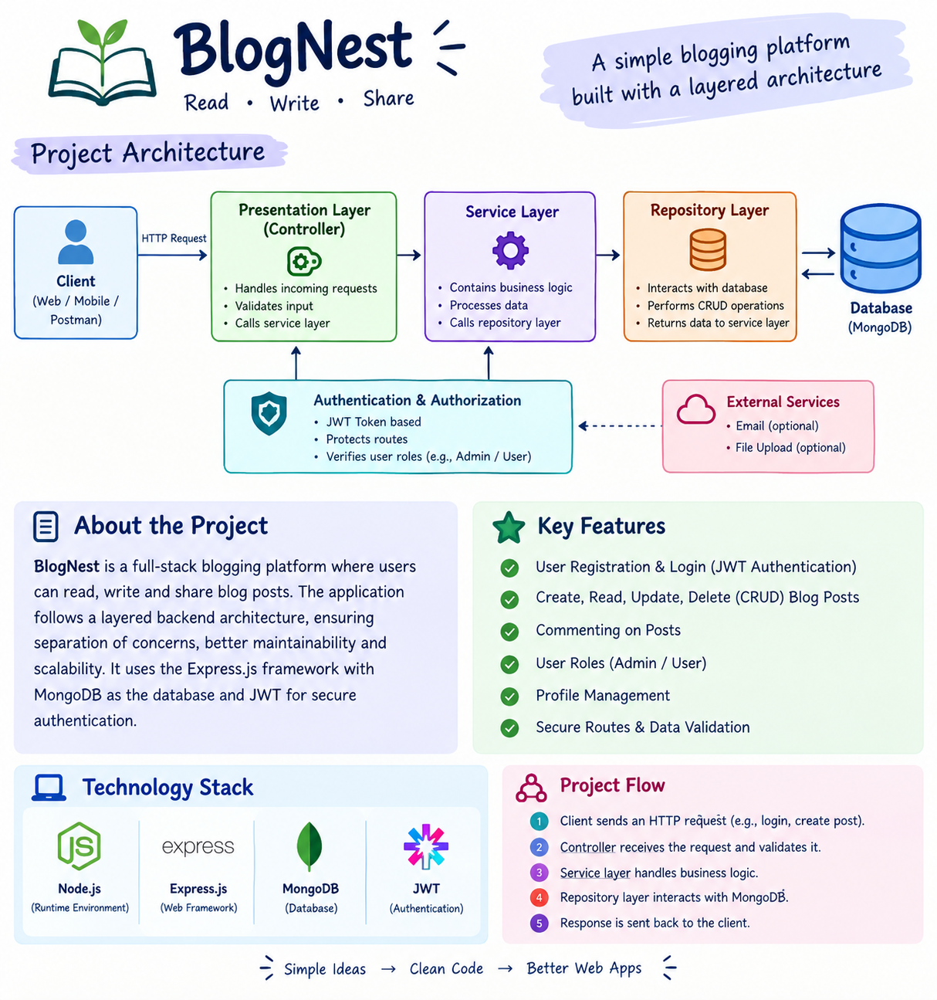 BlogNest
Read • Write • Share
A simple blogging platform
built with a layered architecture
Project Architecture
Client
(Web / Mobile /
Postman)
HTTP Request
Presentation Layer
(Controller)
• Handles incoming requests
• Validates input
• Calls service layer
Service Layer
• Contains business logic
• Processes data
• Calls repository layer
Repository Layer
• Interacts with database
• Performs CRUD operations
• Returns data to service layer
Database
(MongoDB)
Authentication & Authorization
• JWT Token based
• Protects routes
• Verifies user roles (e.g., Admin / User)
External Services
• Email (optional)
• File Upload (optional)
About the Project
BlogNest is a full-stack blogging platform where users
can read, write and share blog posts. The application
follows a layered backend architecture, ensuring
separation of concerns, better maintainability and
scalability. It uses the Express.js framework with
MongoDB as the database and JWT for secure
authentication.
Key Features
User Registration & Login (JWT Authentication)
Create, Read, Update, Delete (CRUD) Blog Posts
Commenting on Posts
User Roles (Admin / User)
Profile Management
Secure Routes & Data Validation
Technology Stack
JS
Node.js
(Runtime Environment)
express
Express.js
(Web Framework)
MongoDB
(Database)
JWT
(Authentication)
Project Flow
1 Client sends an HTTP request (e.g., login, create post).
2 Controller receives the request and validates it.
3 Service layer handles business logic.
4 Repository layer interacts with MongoDB.
5 Response is sent back to the client.
Simple Ideas → Clean Code → Better Web Apps